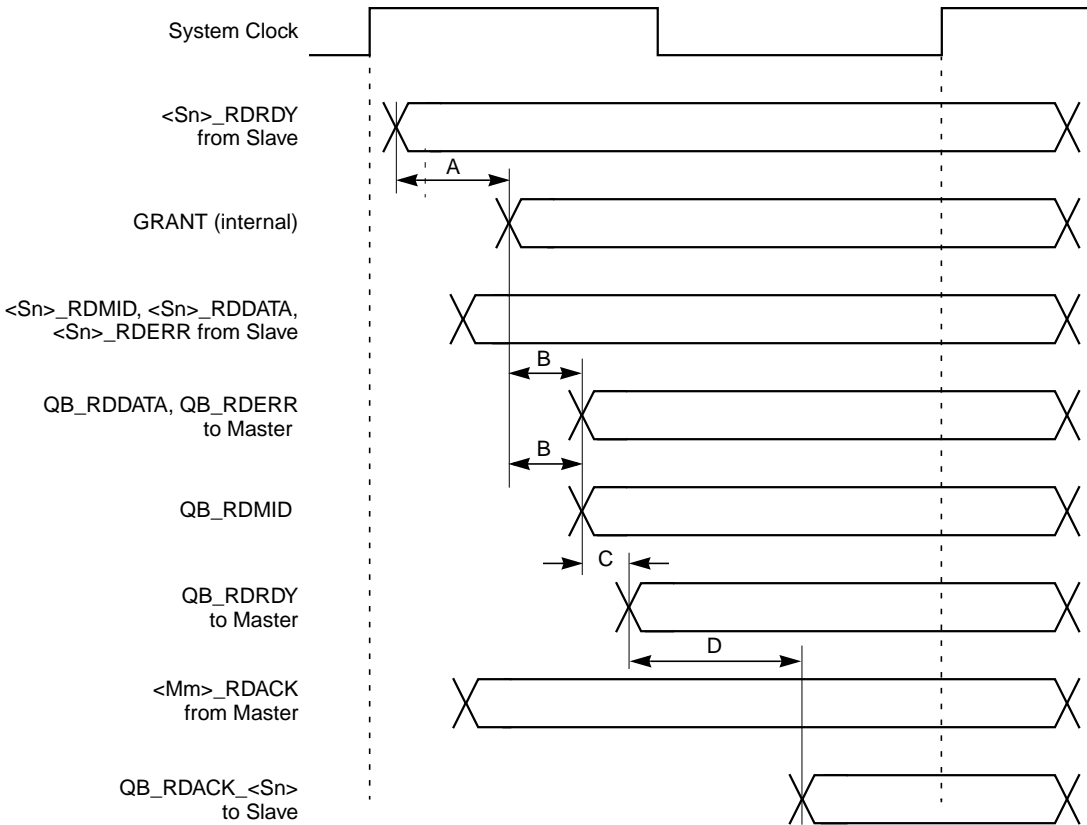 System Clock
<Sn>_RDRDY
from Slave
A
GRANT (internal)
<Sn>_RDMID, <Sn>_RDDATA,
<Sn>_RDERR from Slave
B
QB_RDDATA, QB_RDERR
to Master
B
QB_RDMID
C
QB_RDRDY
to Master
D
<Mm>_RDACK
from Master
QB_RDACK_<Sn>
to Slave